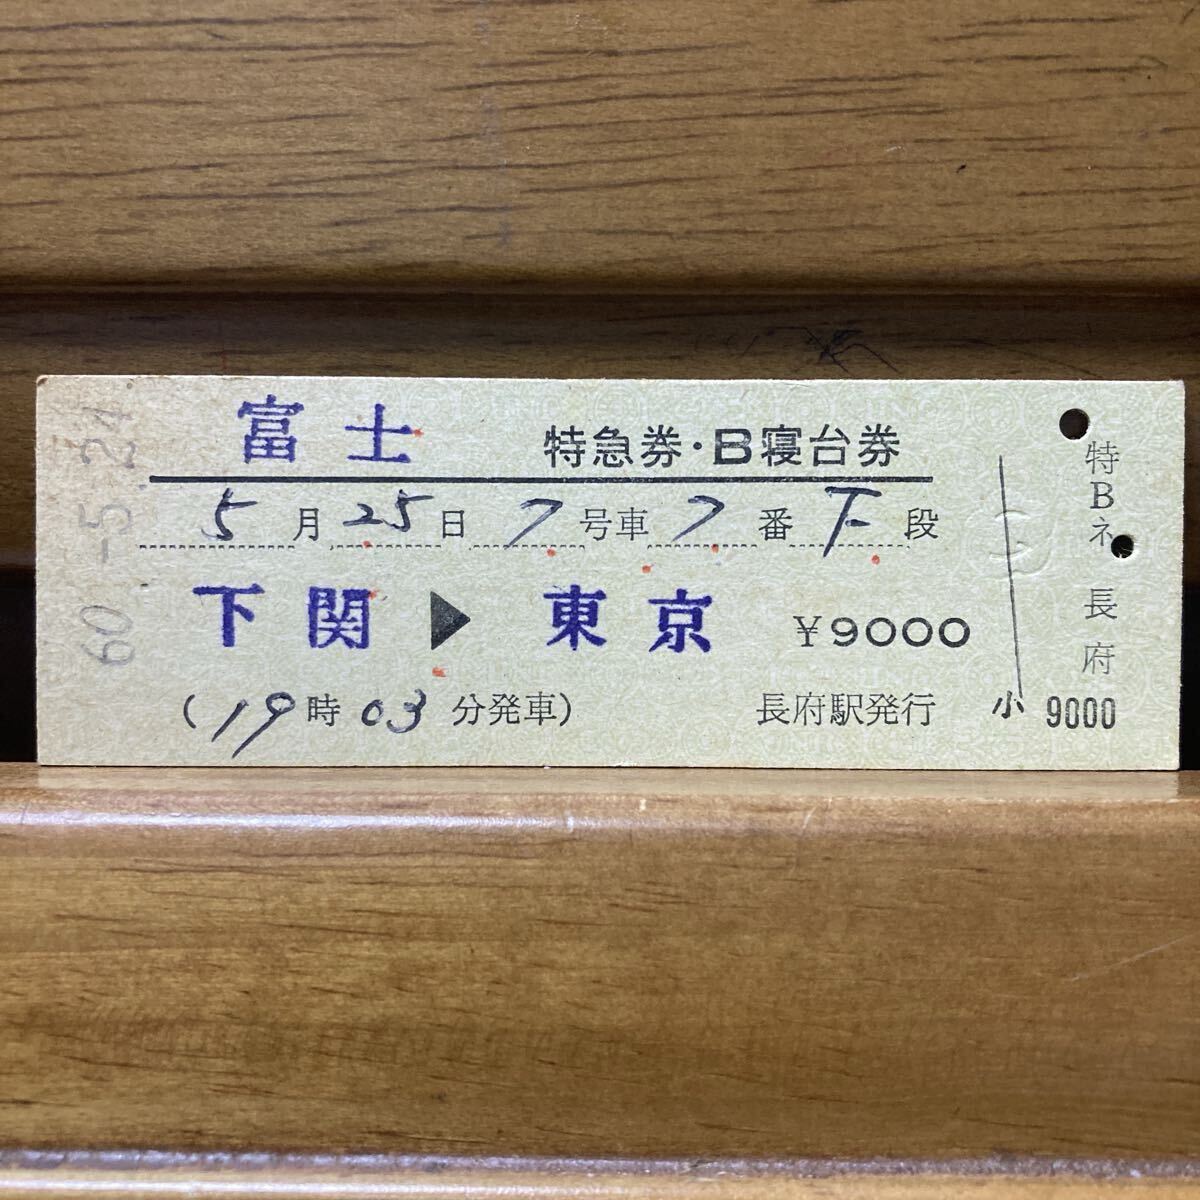 60.-5.24
富士 特急券・B寝台券
5月25日7号車7番下段
下関▶東京 ¥9000
(19時03分発車) 長府駅発行
特Bネ 長府
小 9000